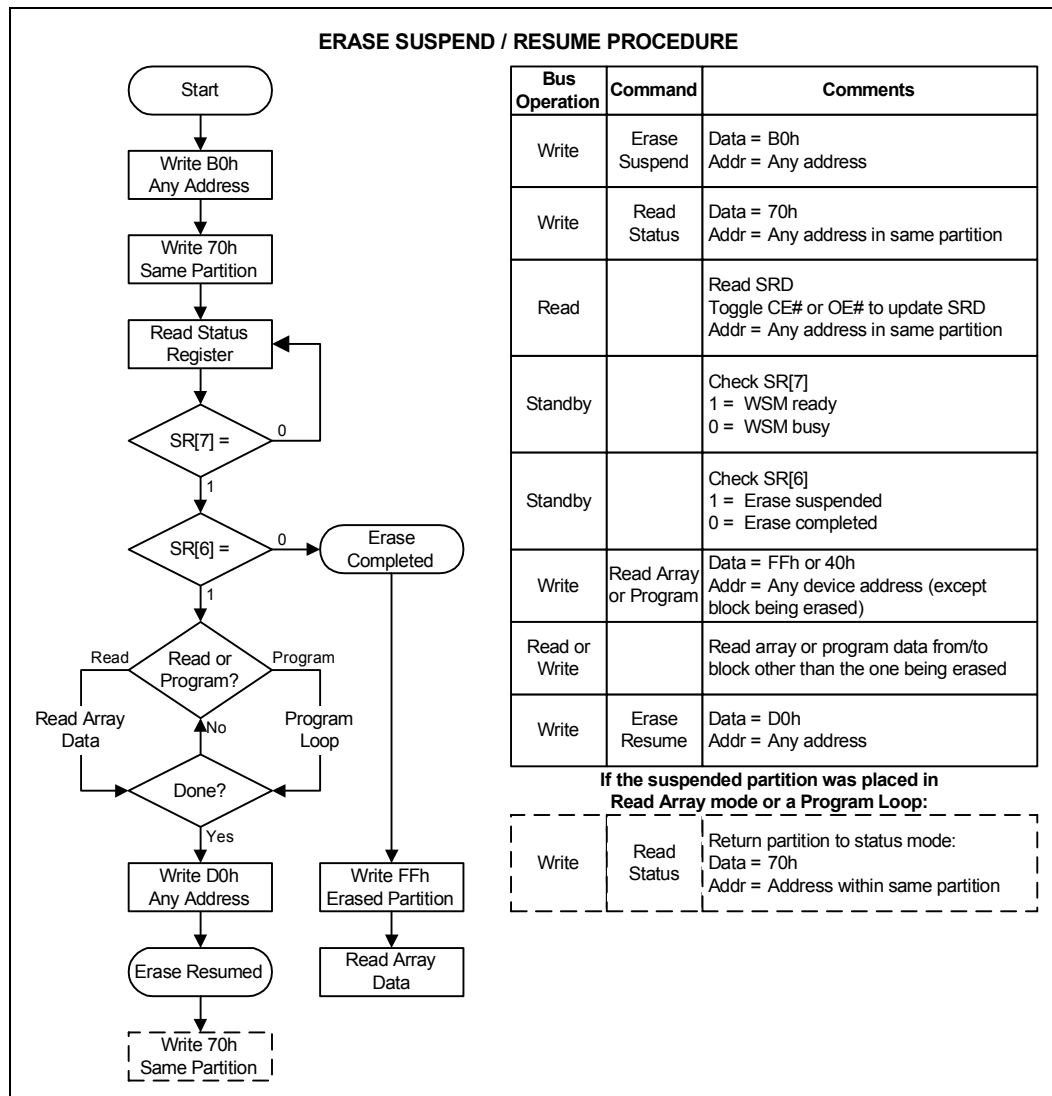 ERASE SUSPEND / RESUME PROCEDURE
Start
Write B0h
Any Address
Write 70h
Same Partition
Read Status
Register
SR[7] =
0
1
SR[6] =
0
1
Erase
Completed
Read
Read or
Program?
Program
Read Array
Data
No
Program
Loop
Done?
Yes
Write D0h
Any Address
Write FFh
Erased Partition
Erase Resumed
Read Array
Data
Write 70h
Same Partition
Bus
Operation
Command
Comments
Write
Erase
Suspend
Data = B0h
Addr = Any address
Write
Read
Status
Data = 70h
Addr = Any address in same partition
Read
Read SRD
Toggle CE# or OE# to update SRD
Addr = Any address in same partition
Standby
Check SR[7]
1 = WSM ready
0 = WSM busy
Standby
Check SR[6]
1 = Erase suspended
0 = Erase completed
Write
Read Array
or Program
Data = FFh or 40h
Addr = Any device address (except
block being erased)
Read or
Write
Read array or program data from/to
block other than the one being erased
Write
Erase
Resume
Data = D0h
Addr = Any address
If the suspended partition was placed in
Read Array mode or a Program Loop:
Write
Read
Status
Return partition to status mode:
Data = 70h
Addr = Address within same partition